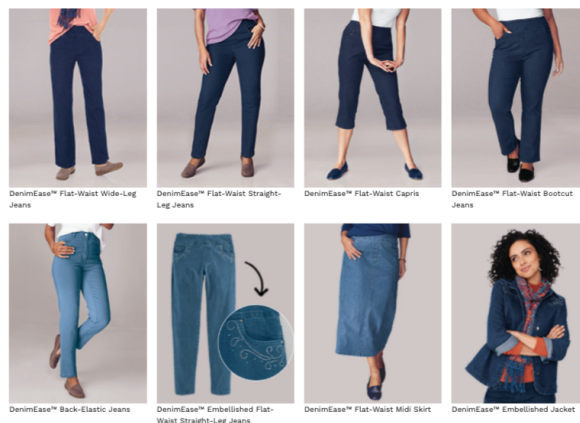 DenimEase™ Flat-Waist Wide-Leg
Jeans
DenimEase™ Flat-Waist Straight-
Leg Jeans
DenimEase™ Flat-Waist Capris
DenimEase™ Flat-Waist Bootcut
Jeans
DenimEase™ Back-Elastic Jeans
DenimEase™ Embellished Flat-
Waist Straight-Leg Jeans
DenimEase™ Flat-Waist Midi Skirt
DenimEase™ Embellished Jacket